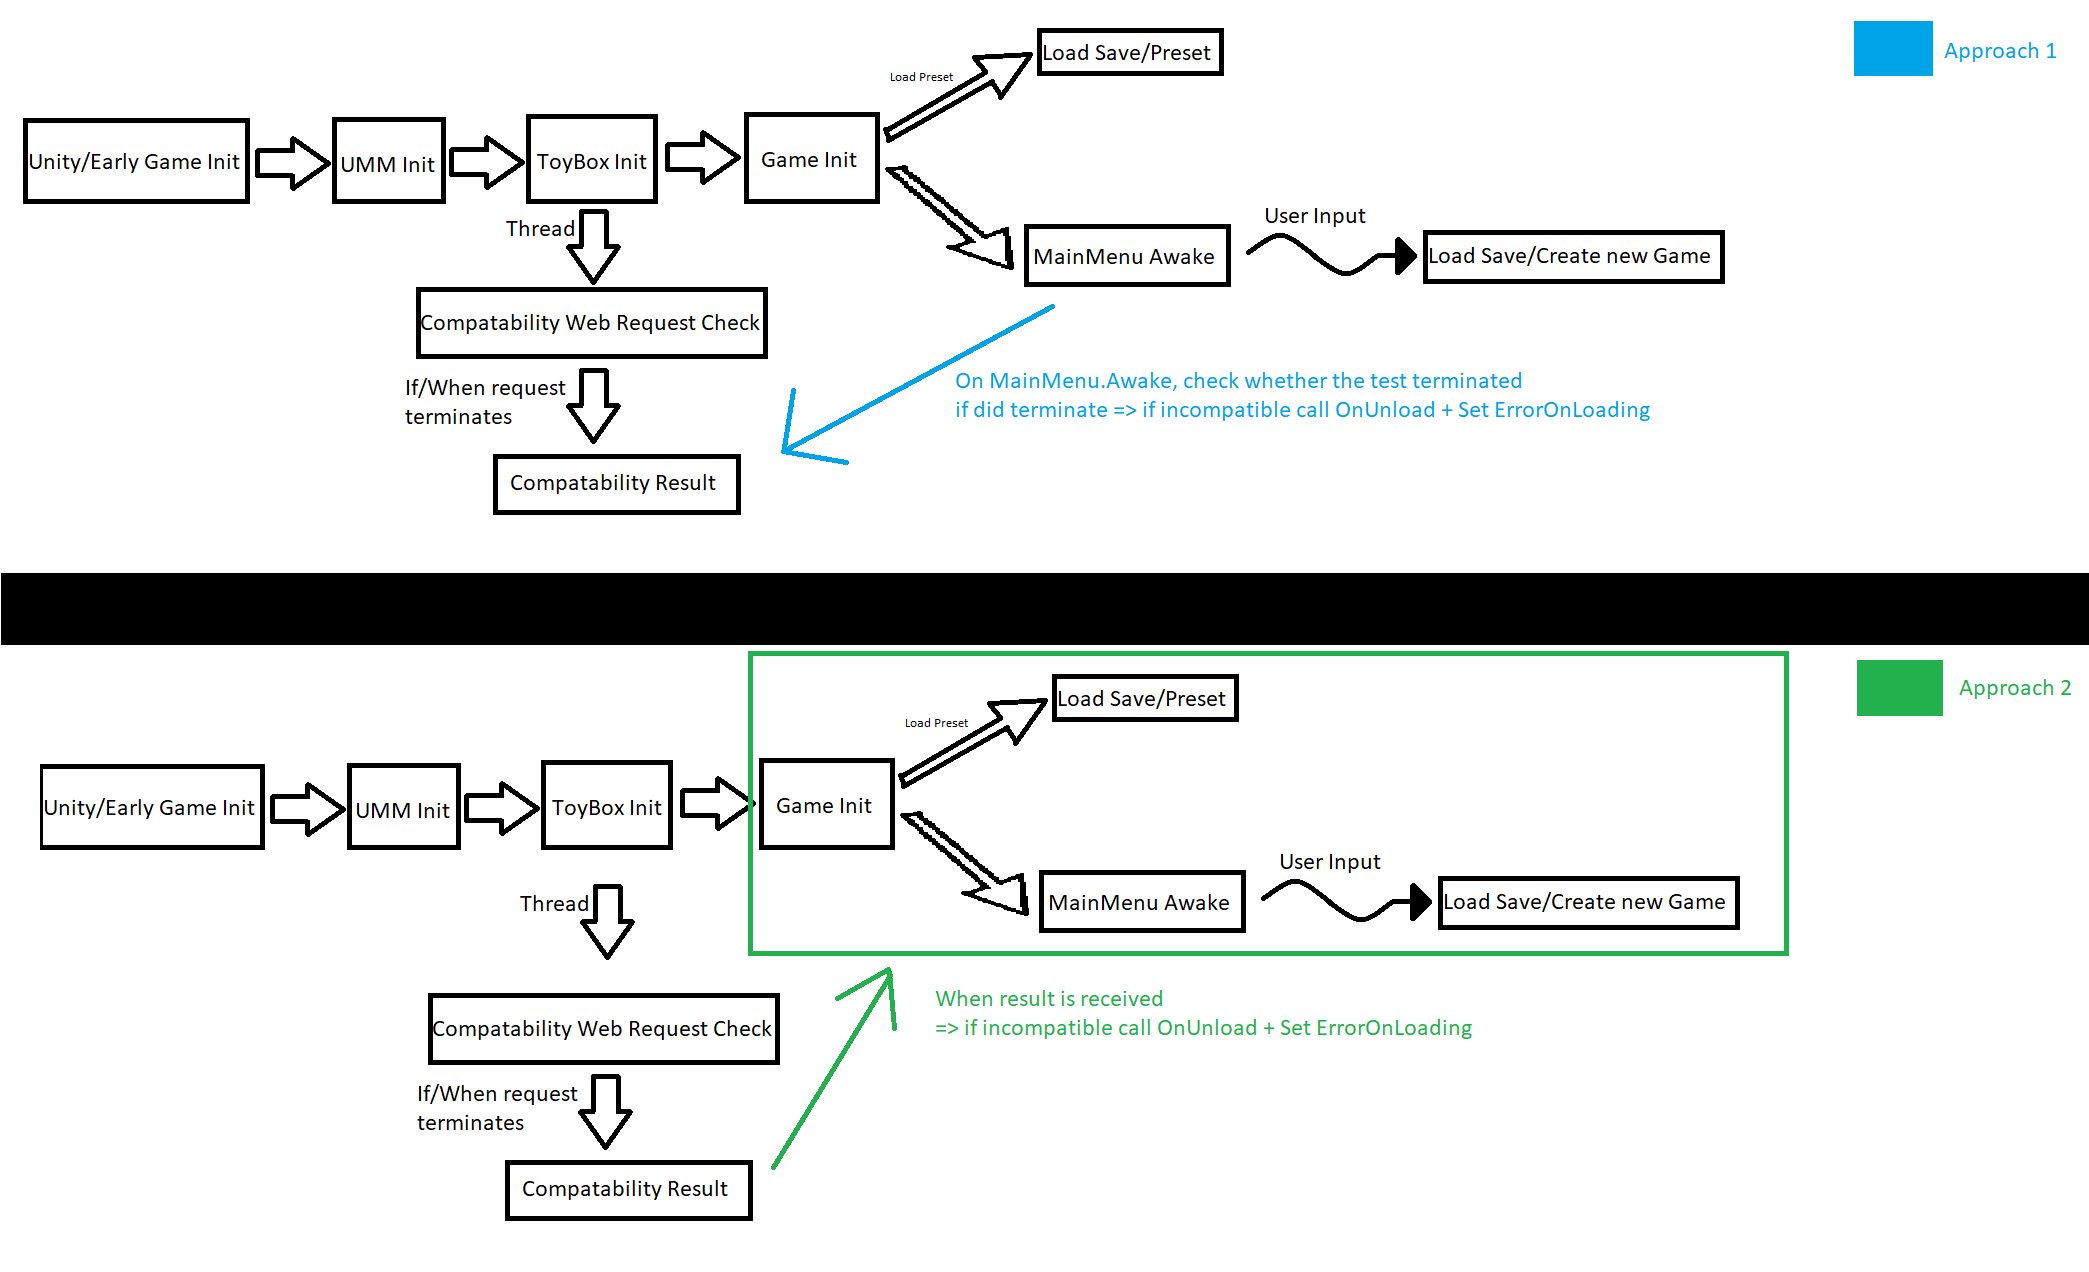 Approach 1
Load Save/Preset
Load Preset
Unity/Early Game Init
UMM Init
ToyBox Init
Game Init
Thread
User Input
MainMenu Awake
Load Save/Create new Game
Compatability Web Request Check
On MainMenu.Awake, check whether the test terminated
if did terminate => if incompatible call OnUnload + Set ErrorOnLoading
If/When request
terminates
Compatability Result
Approach 2
Load Save/Preset
Load Preset
Unity/Early Game Init
UMM Init
ToyBox Init
Game Init
User Input
Thread
MainMenu Awake
Load Save/Create new Game
When result is received
=> if incompatible call OnUnload + Set ErrorOnLoading
Compatability Web Request Check
If/When request
terminates
Compatability Result